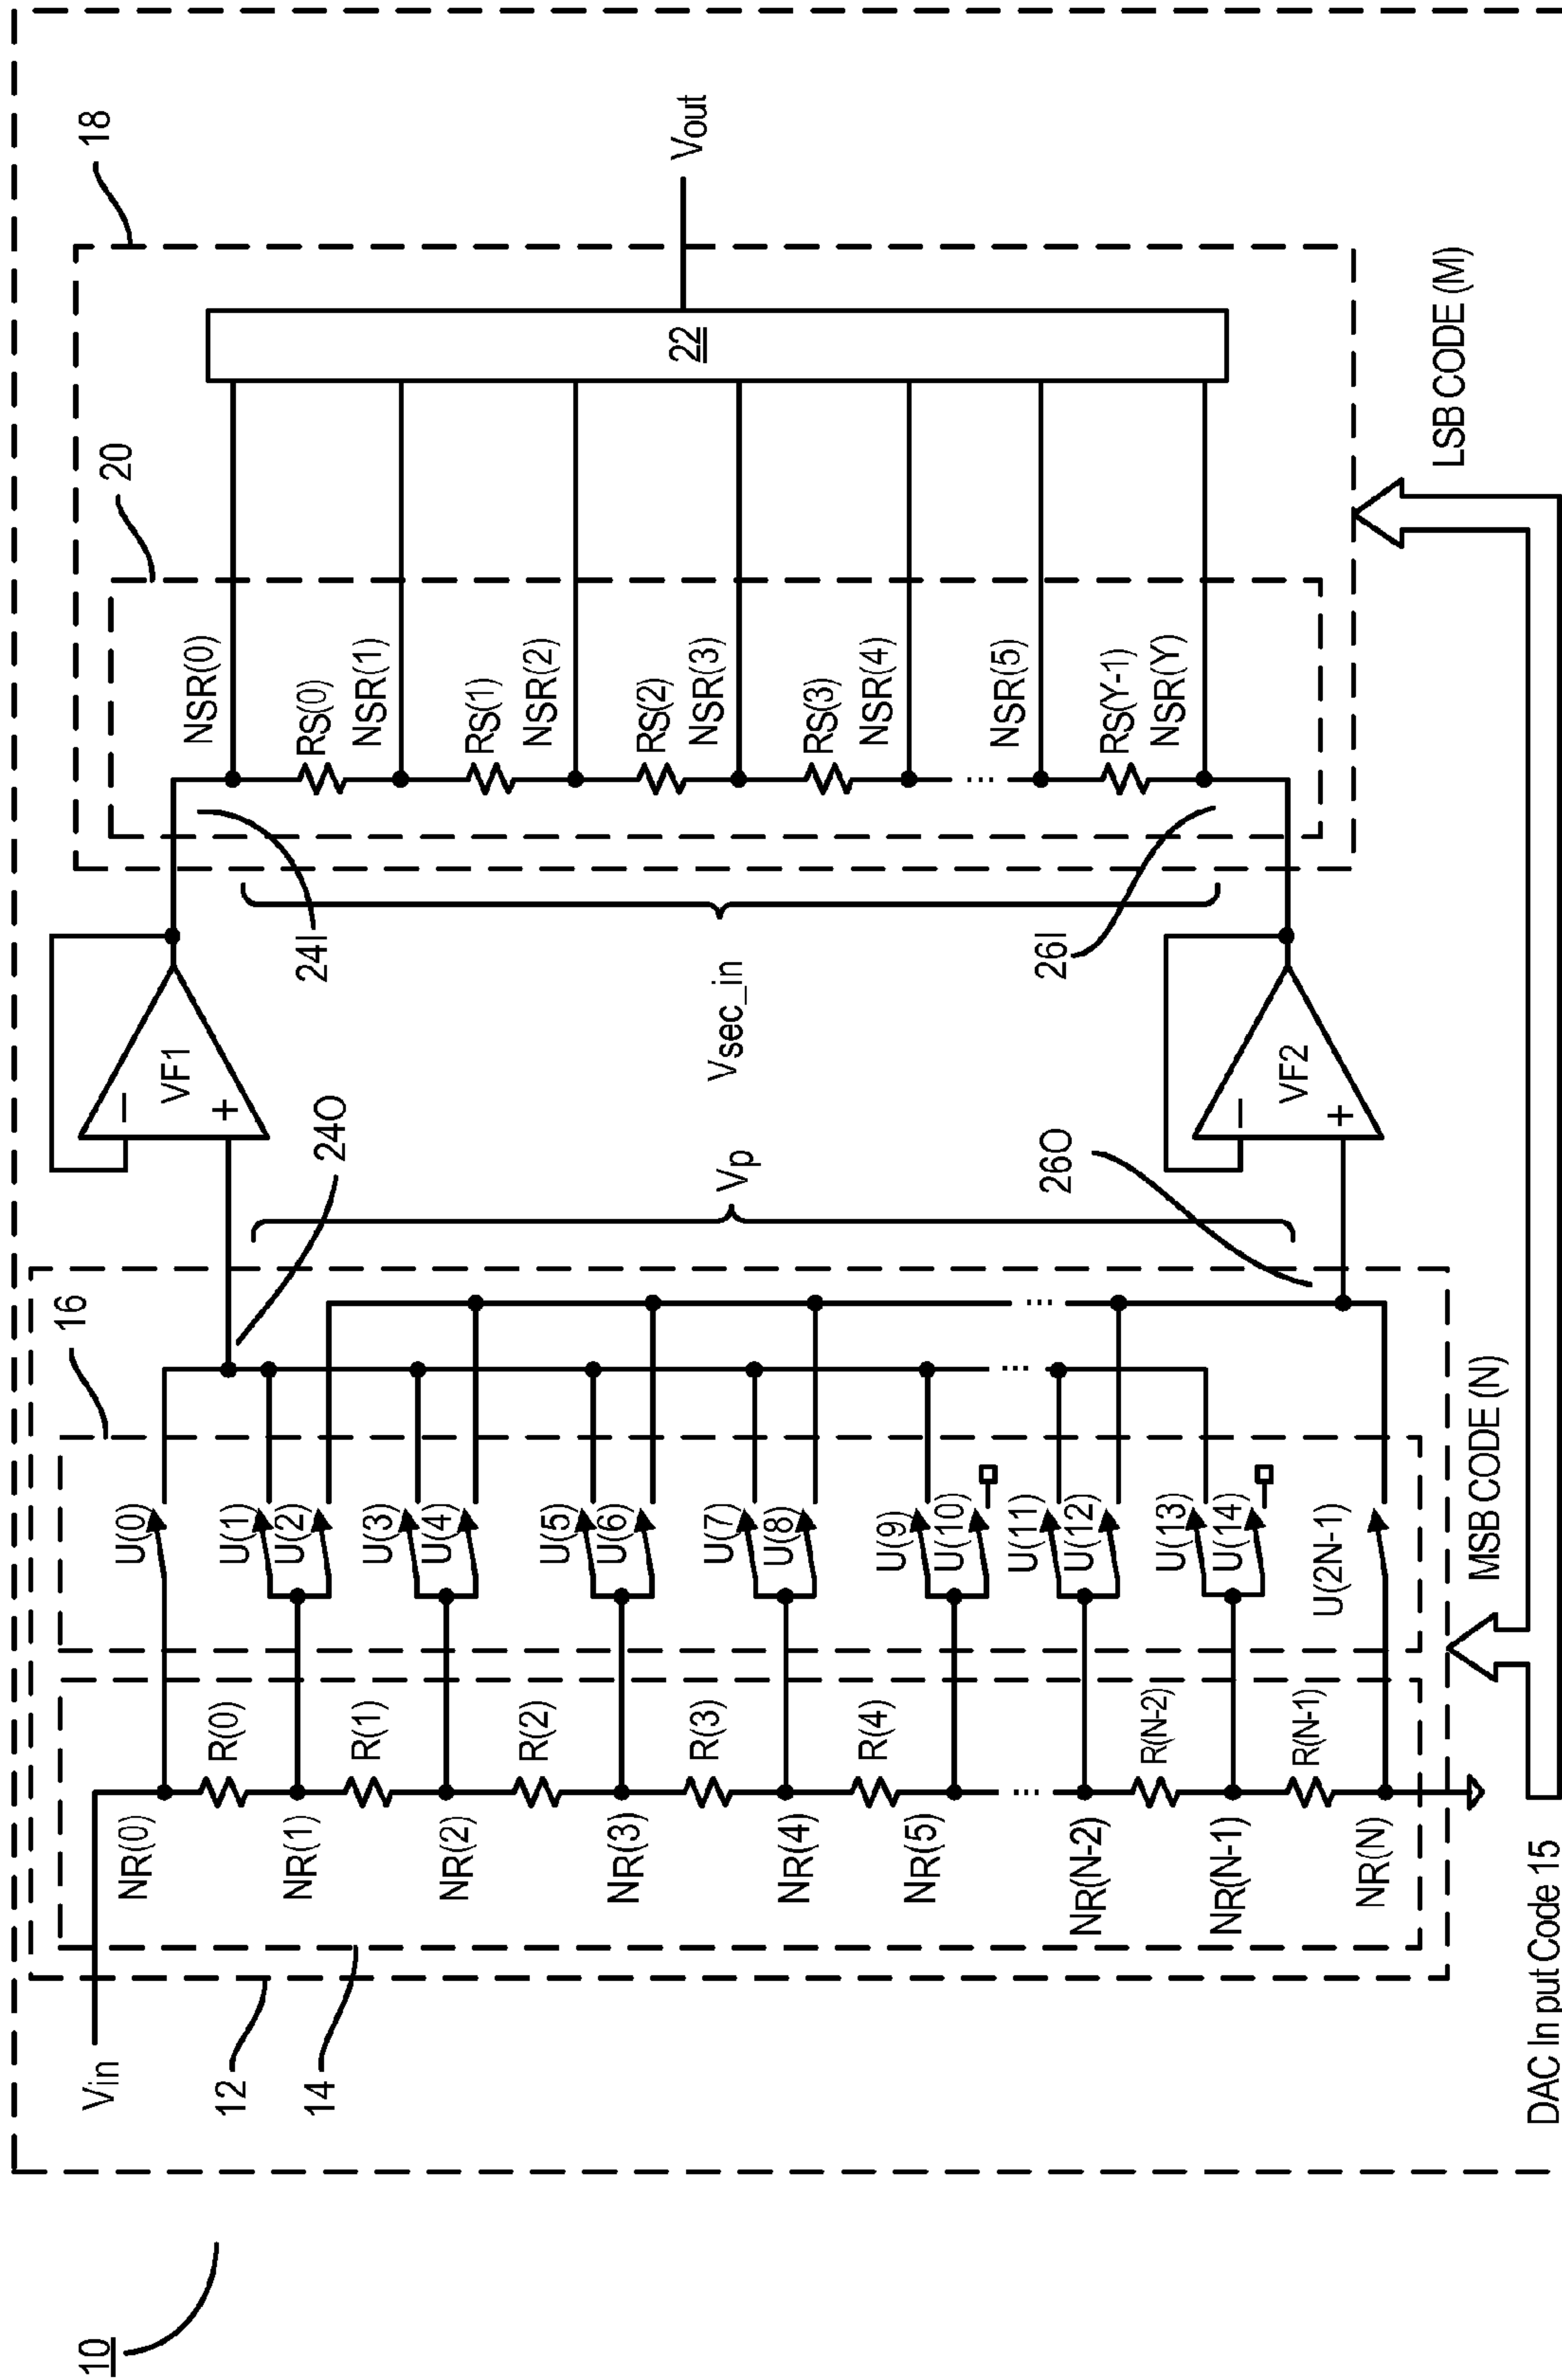 10
Vin
12
14
16
NR(0)
NR(1)
NR(2)
NR(3)
NR(4)
NR(5)
NR(N-2)
NR(N-1)
NR(N)
R(0)
R(1)
R(2)
R(3)
R(4)
...
R(N-2)
R(N-1)
U(0)
U(1)
U(2)
U(3)
U(4)
U(5)
U(6)
U(7)
U(8)
U(9)
U(10)
U(11)
U(12)
U(13)
U(14)
U(2N-1)
...
...
24O
Vp
26O
VF1
-
+
VF2
-
+
24I
Vsec_in
26I
20
18
NSR(0)
RS(0)
NSR(1)
RS(1)
NSR(2)
RS(2)
NSR(3)
RS(3)
NSR(4)
...
NSR(5)
RS(Y-1)
NSR(Y)
22
Vout
MSB CODE (N)
LSB CODE (M)
DAC In put Code 15